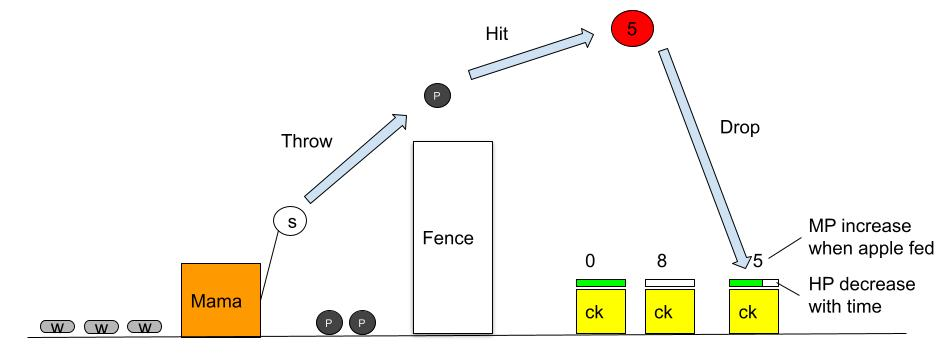 Hit
5
P
Throw
Drop
s
MP increase
when apple fed
Fence
0
8
5
HP decrease
with time
Mama
ck
ck
ck
w
w
w
P
P